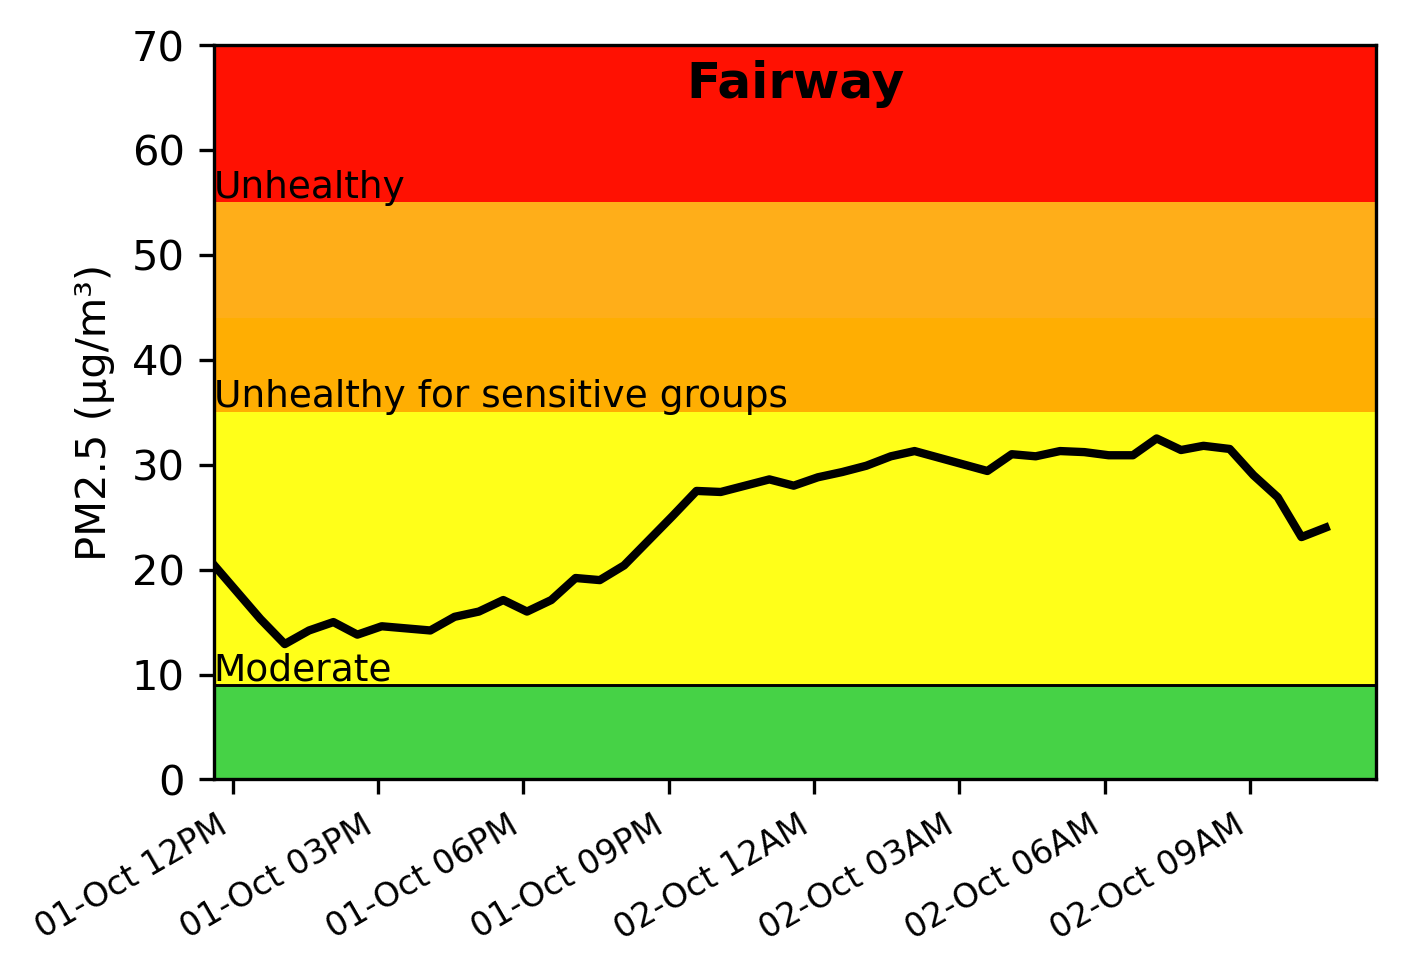 Fairway
70
60
50
40
30
20
10
0
PM2.5 (µg/m³)
Unhealthy
Unhealthy for sensitive groups
Moderate
01-Oct 12PM
01-Oct 03PM
01-Oct 06PM
01-Oct 09PM
02-Oct 12AM
02-Oct 03AM
02-Oct 06AM
02-Oct 09AM